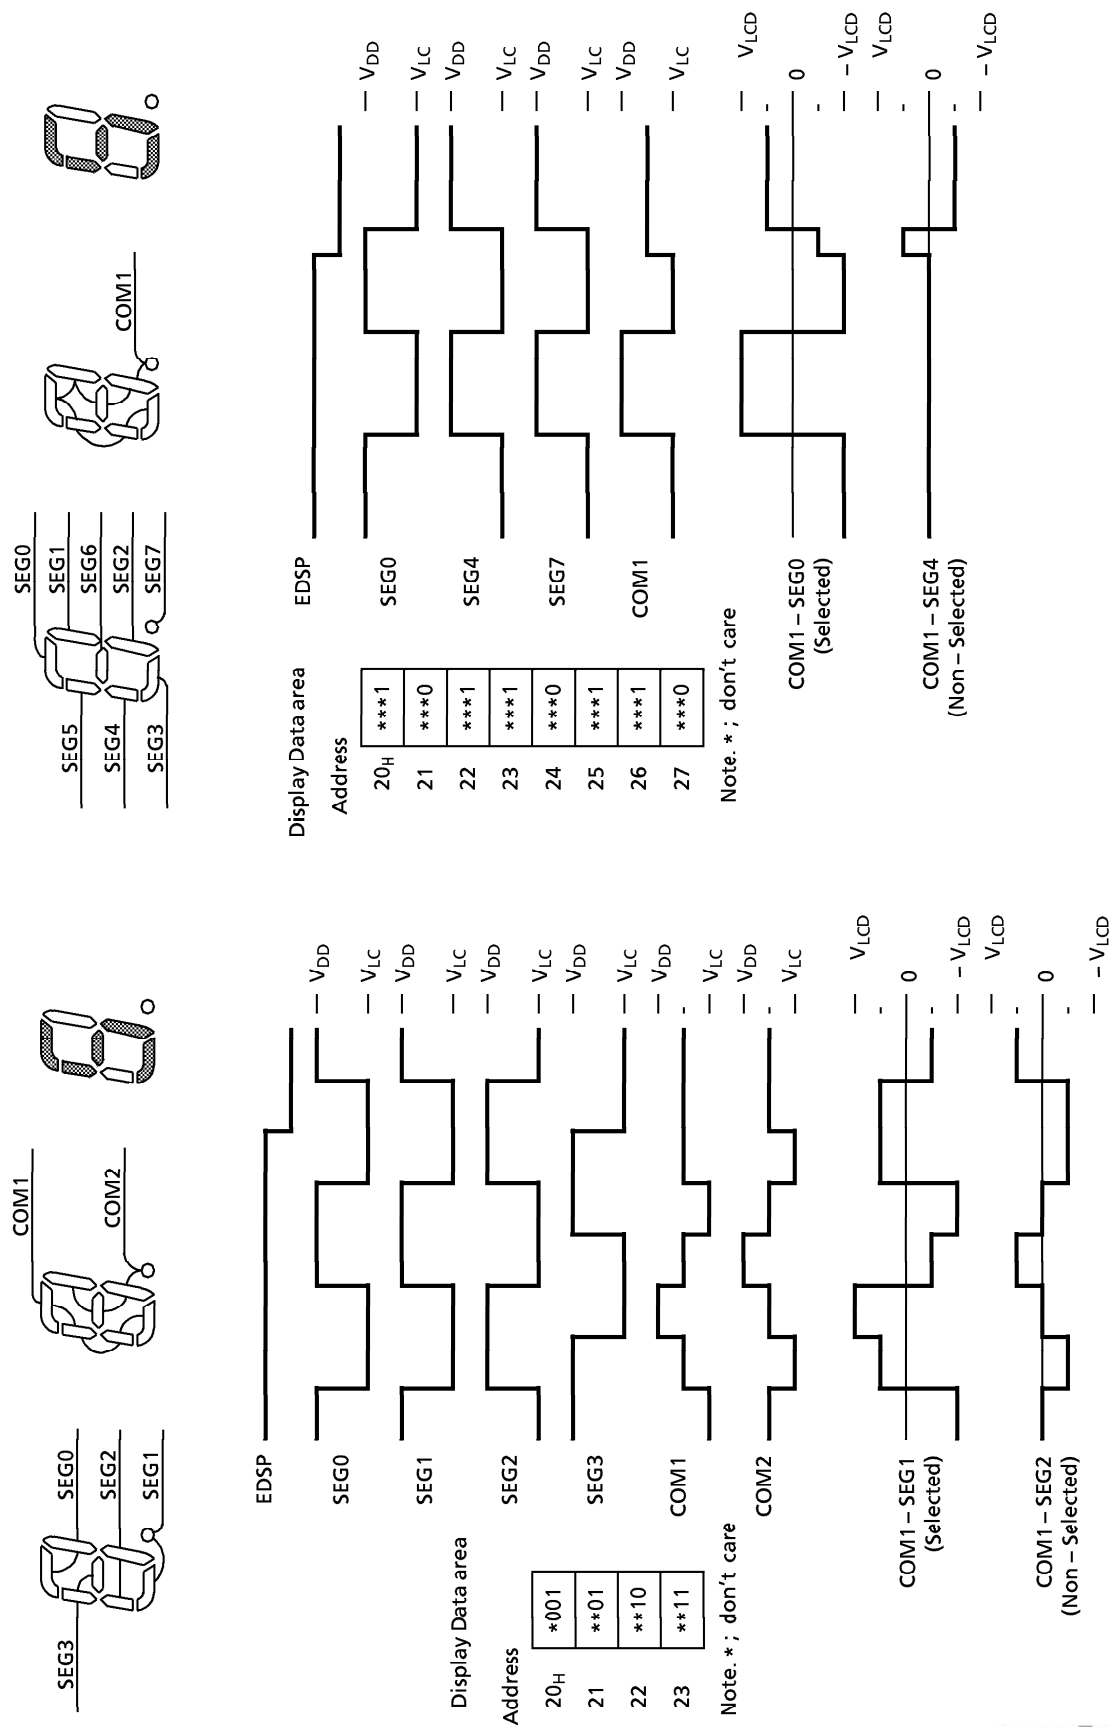 SEG3
SEG0
SEG2
SEG1
COM1
COM2
Display Data area
Address
20H *001
21 **01
22 **10
23 **11
Note. * ; don't care
EDSP
SEG0
VDD
VLC
SEG1
VDD
VLC
SEG2
VDD
VLC
SEG3
VDD
VLC
COM1
VDD
VLC
COM2
VDD
VLC
COM1 – SEG1
(Selected)
VLCD
0
– VLCD
COM1 – SEG2
(Non – Selected)
VLCD
0
– VLCD
SEG5
SEG4
SEG3
SEG0
SEG1
SEG6
SEG2
SEG7
COM1
Display Data area
Address
20H ***1
21 ***0
22 ***1
23 ***1
24 ***0
25 ***1
26 ***1
27 ***0
Note. * ; don't care
EDSP
SEG0
VDD
VLC
SEG4
VDD
VLC
SEG7
VDD
VLC
COM1
VDD
VLC
COM1 – SEG0
(Selected)
VLCD
0
– VLCD
COM1 – SEG4
(Non – Selected)
VLCD
0
– VLCD